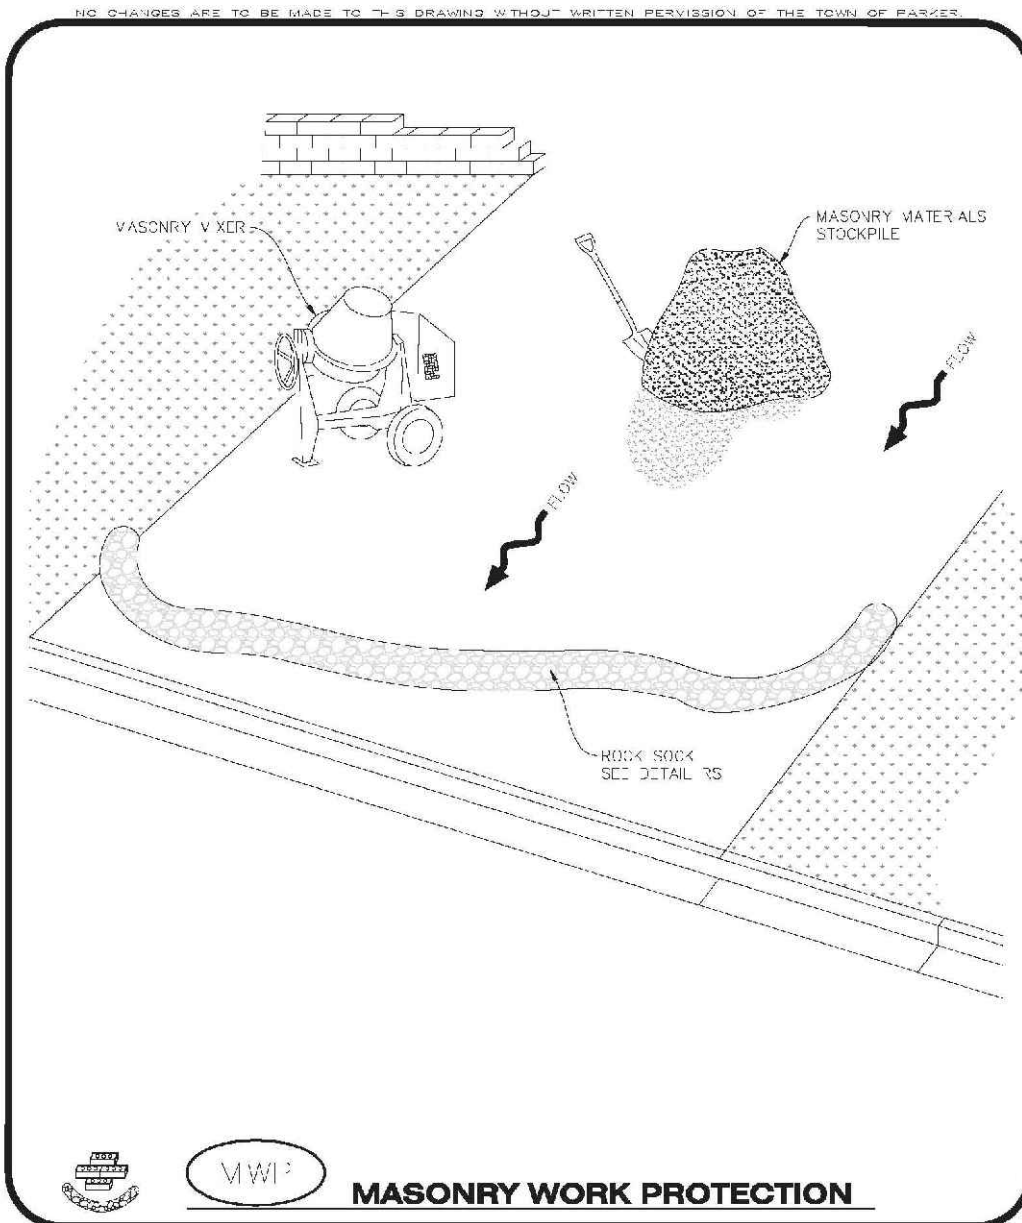 NO CHANGES ARE TO BE MADE TO THIS DRAWING WITHOUT WRITTEN PERMISSION OF THE TOWN OF PARKER.
MASONRY MIXER
MASONRY MATERIALS
STOCKPILE
FLOW
FLOW
ROCK SOCK
SEE DETAIL RS
MWP
MASONRY WORK PROTECTION